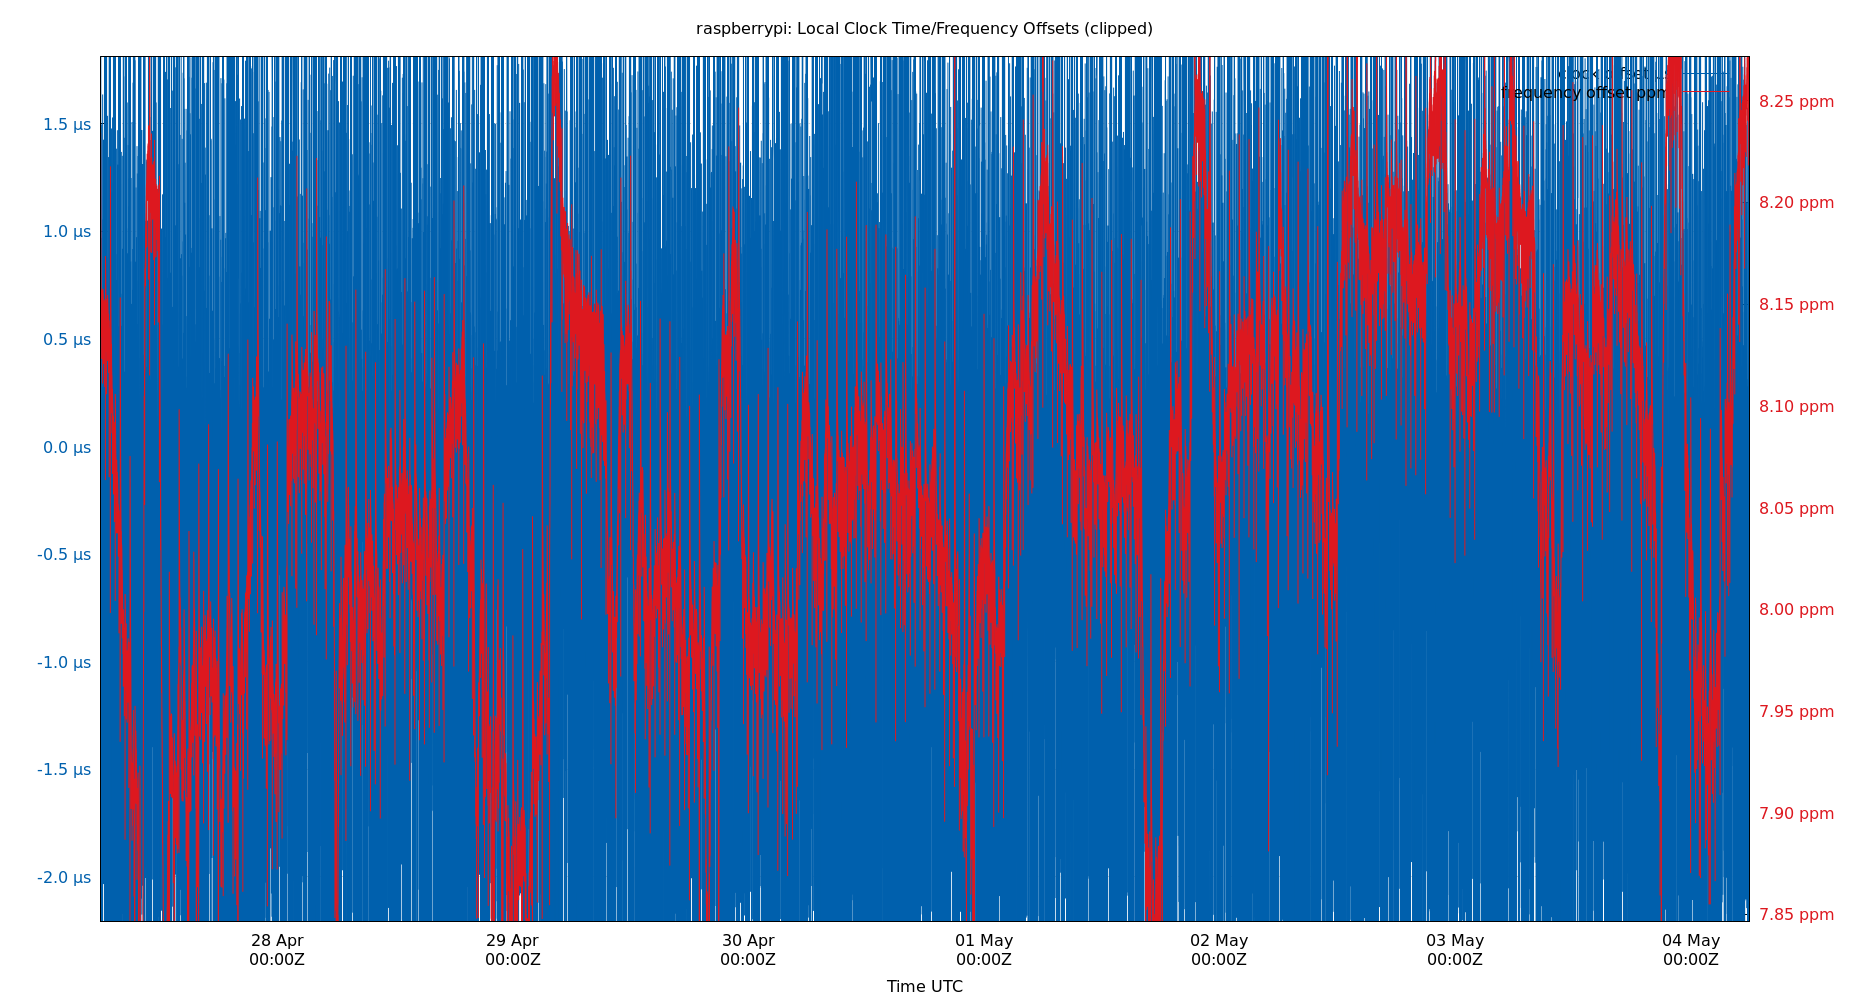 raspberrypi: Local Clock Time/Frequency Offsets (clipped)
clock offset µs
frequency offset ppm
1.5 µs
1.0 µs
0.5 µs
0.0 µs
-0.5 µs
-1.0 µs
-1.5 µs
-2.0 µs
8.25 ppm
8.20 ppm
8.15 ppm
8.10 ppm
8.05 ppm
8.00 ppm
7.95 ppm
7.90 ppm
7.85 ppm
28 Apr 29 Apr 30 Apr 01 May 02 May 03 May 04 May
00:00Z 00:00Z 00:00Z 00:00Z 00:00Z 00:00Z 00:00Z
Time UTC